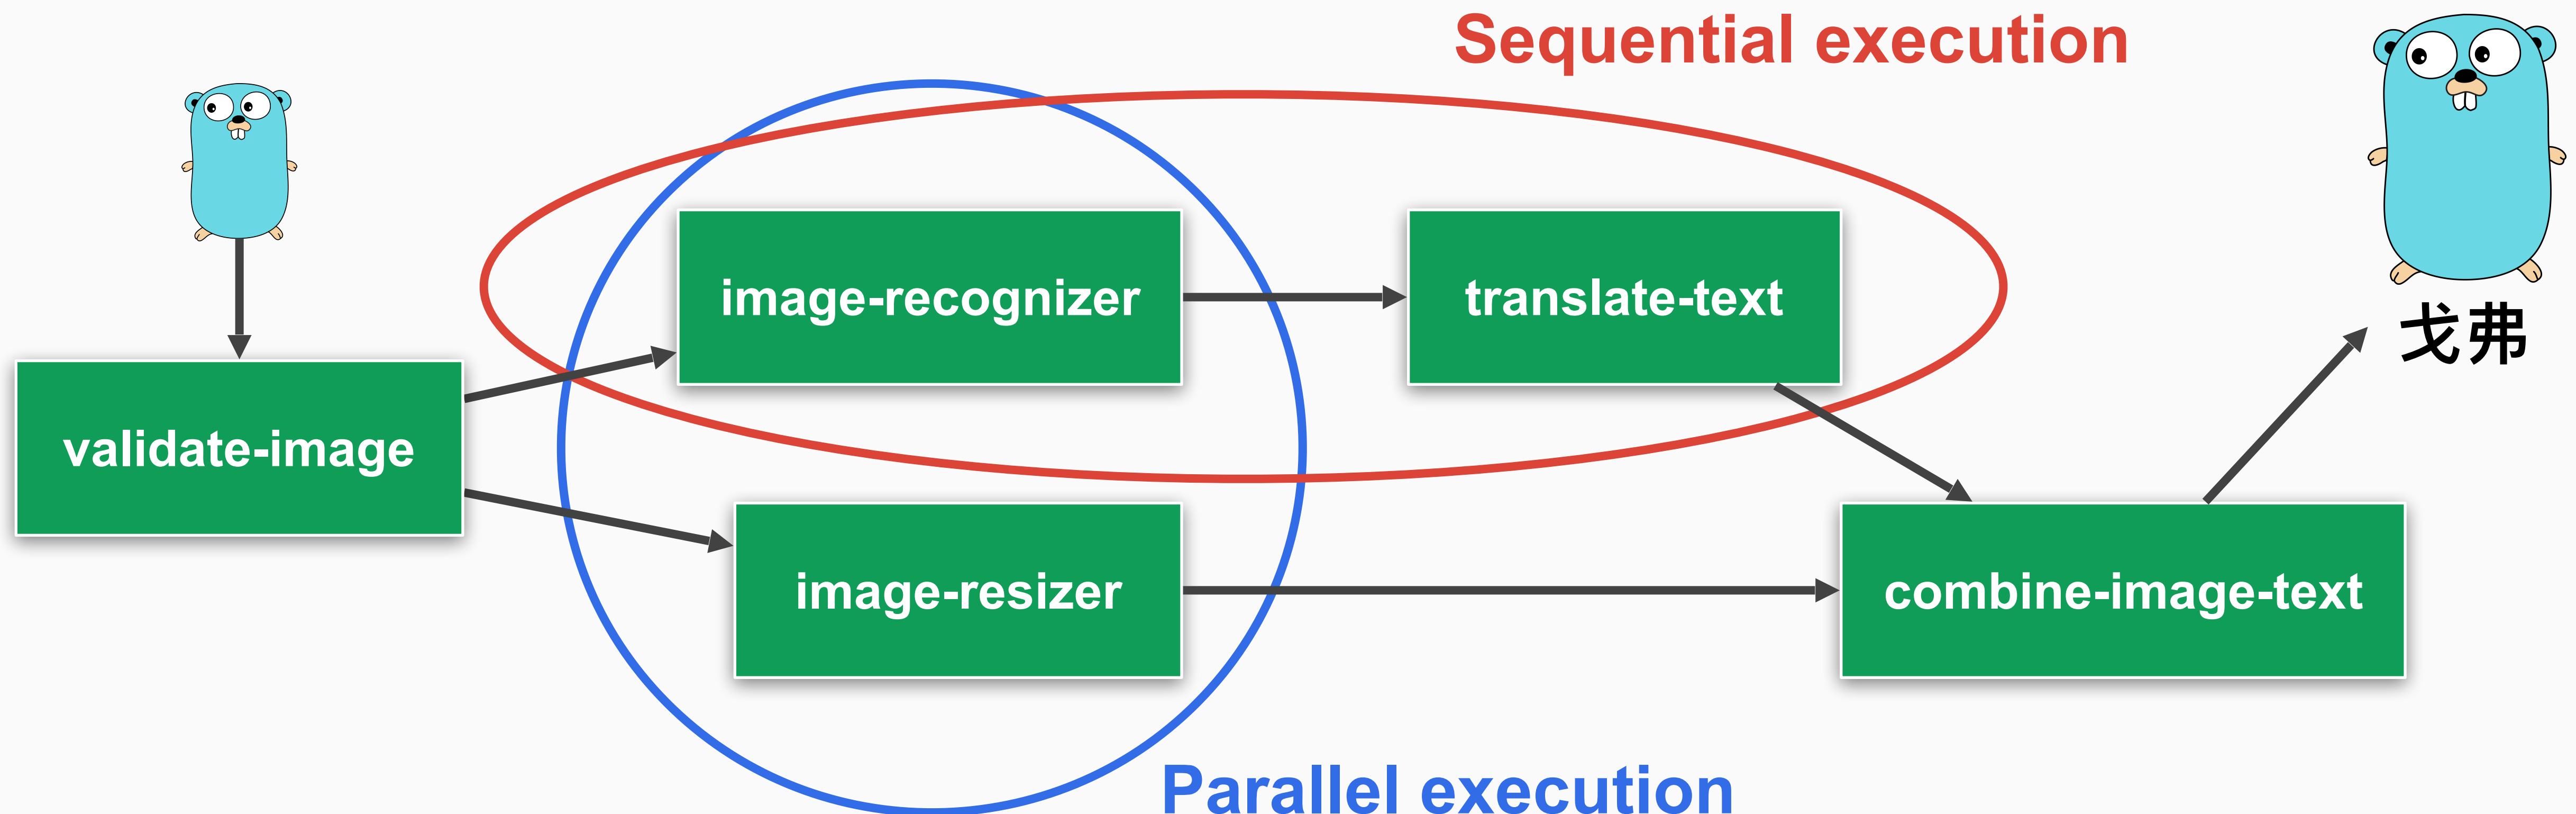 Sequential execution
image-recognizer
translate-text
戈弗
validate-image
image-resizer
combine-image-text
Parallel execution